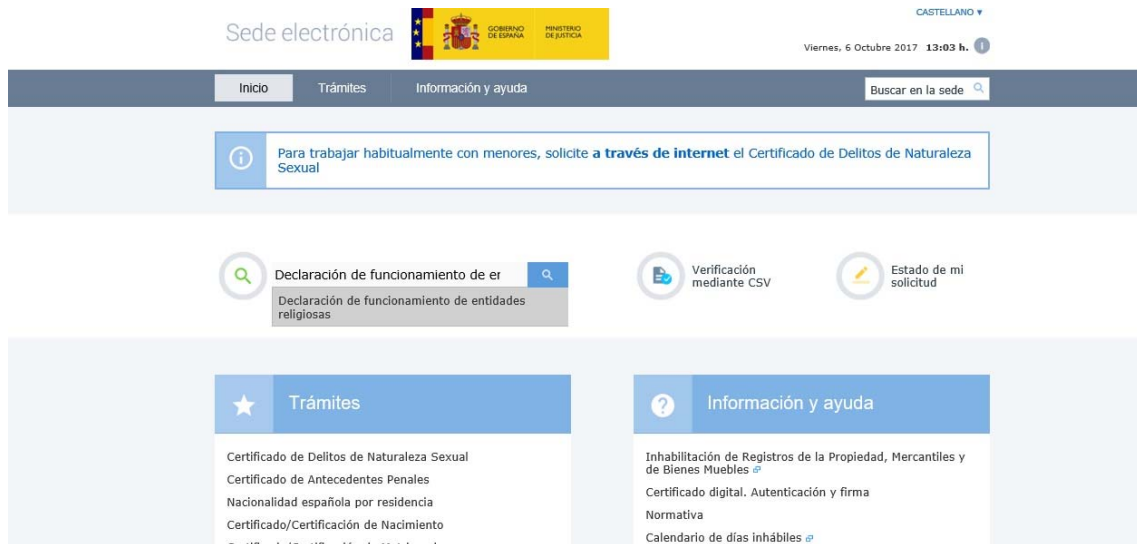 Sede electrónica
GOBIERNO
DE ESPAÑA
MINISTERIO
DE JUSTICIA
CASTELLANO
Viernes, 6 Octubre 2017 13:03 h.
Inicio
Trámites
Información y ayuda
Buscar en la sede
Para trabajar habitualmente con menores, solicite a través de internet el Certificado de Delitos de Naturaleza
Sexual
Declaración de funcionamiento de er
Declaración de funcionamiento de entidades
religiosas
Verificación
mediante CSV
Estado de mi
solicitud
Trámites
Certificado de Delitos de Naturaleza Sexual
Certificado de Antecedentes Penales
Nacionalidad española por residencia
Certificado/Certificación de Nacimiento
Información y ayuda
Inhabilitación de Registros de la Propiedad, Mercantiles y
de Bienes Muebles
Certificado digital. Autenticación y firma
Normativa
Calendario de días inhábiles